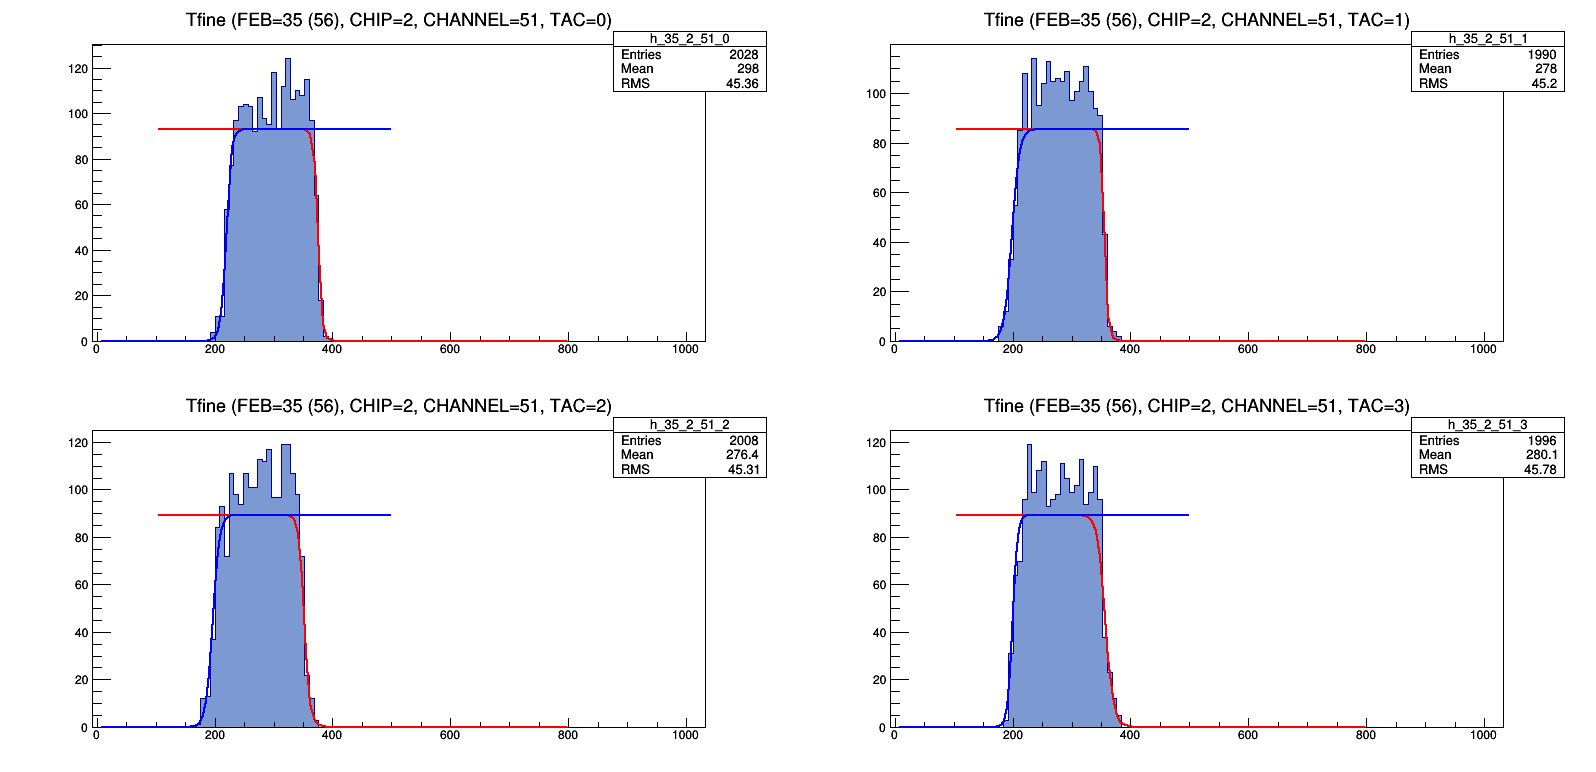 Tfine (FEB=35 (56), CHIP=2, CHANNEL=51, TAC=0)
h_35_2_51_0
Entries 2028
Mean 298
RMS 45.36
120
100
80
60
40
20
0
0 200 400 600 800 1000
Tfine (FEB=35 (56), CHIP=2, CHANNEL=51, TAC=1)
h_35_2_51_1
Entries 1990
Mean 278
RMS 45.2
100
80
60
40
20
0
0 200 400 600 800 1000
Tfine (FEB=35 (56), CHIP=2, CHANNEL=51, TAC=2)
h_35_2_51_2
Entries 2008
Mean 276.4
RMS 45.31
120
100
80
60
40
20
0
0 200 400 600 800 1000
Tfine (FEB=35 (56), CHIP=2, CHANNEL=51, TAC=3)
h_35_2_51_3
Entries 1996
Mean 280.1
RMS 45.78
120
100
80
60
40
20
0
0 200 400 600 800 1000